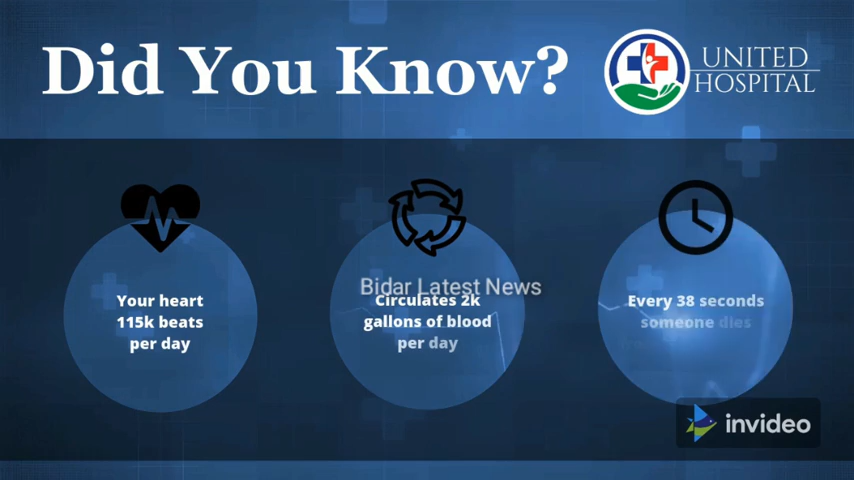 Did You Know?
UNITED
HOSPITAL
Your heart
115k beats
per day
Bidar Latest News
Circulates 2k
gallons of blood
per day
Every 38 seconds
someone dies
invideo